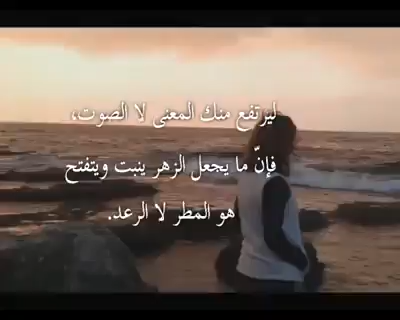 ليرتفع منك المعنى لا الصوت،
فإنّ ما يجعل الزهر ينبت ويتفتح
هو المطر لا الرعد.